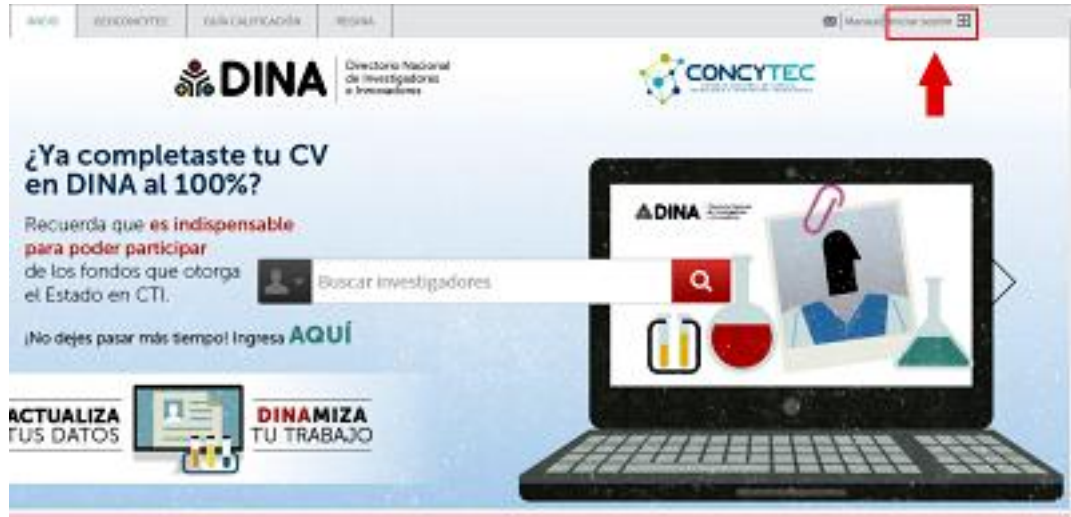 INICIO GEOCONCYTEC GUÍA CALIFICACIÓN REGINA Manual Iniciar sesión
DINA
Directorio Nacional
de Investigadores
e Innovadores
CONCYTEC
¿Ya completaste tu CV
en DINA al 100%?
Recuerda que es indispensable
para poder participar
de los fondos que otorga
el Estado en CTI.
Buscar investigadores
¡No dejes pasar más tiempo! Ingresa AQUÍ
DINA
ACTUALIZA
TUS DATOS
DINAMIZA
TU TRABAJO